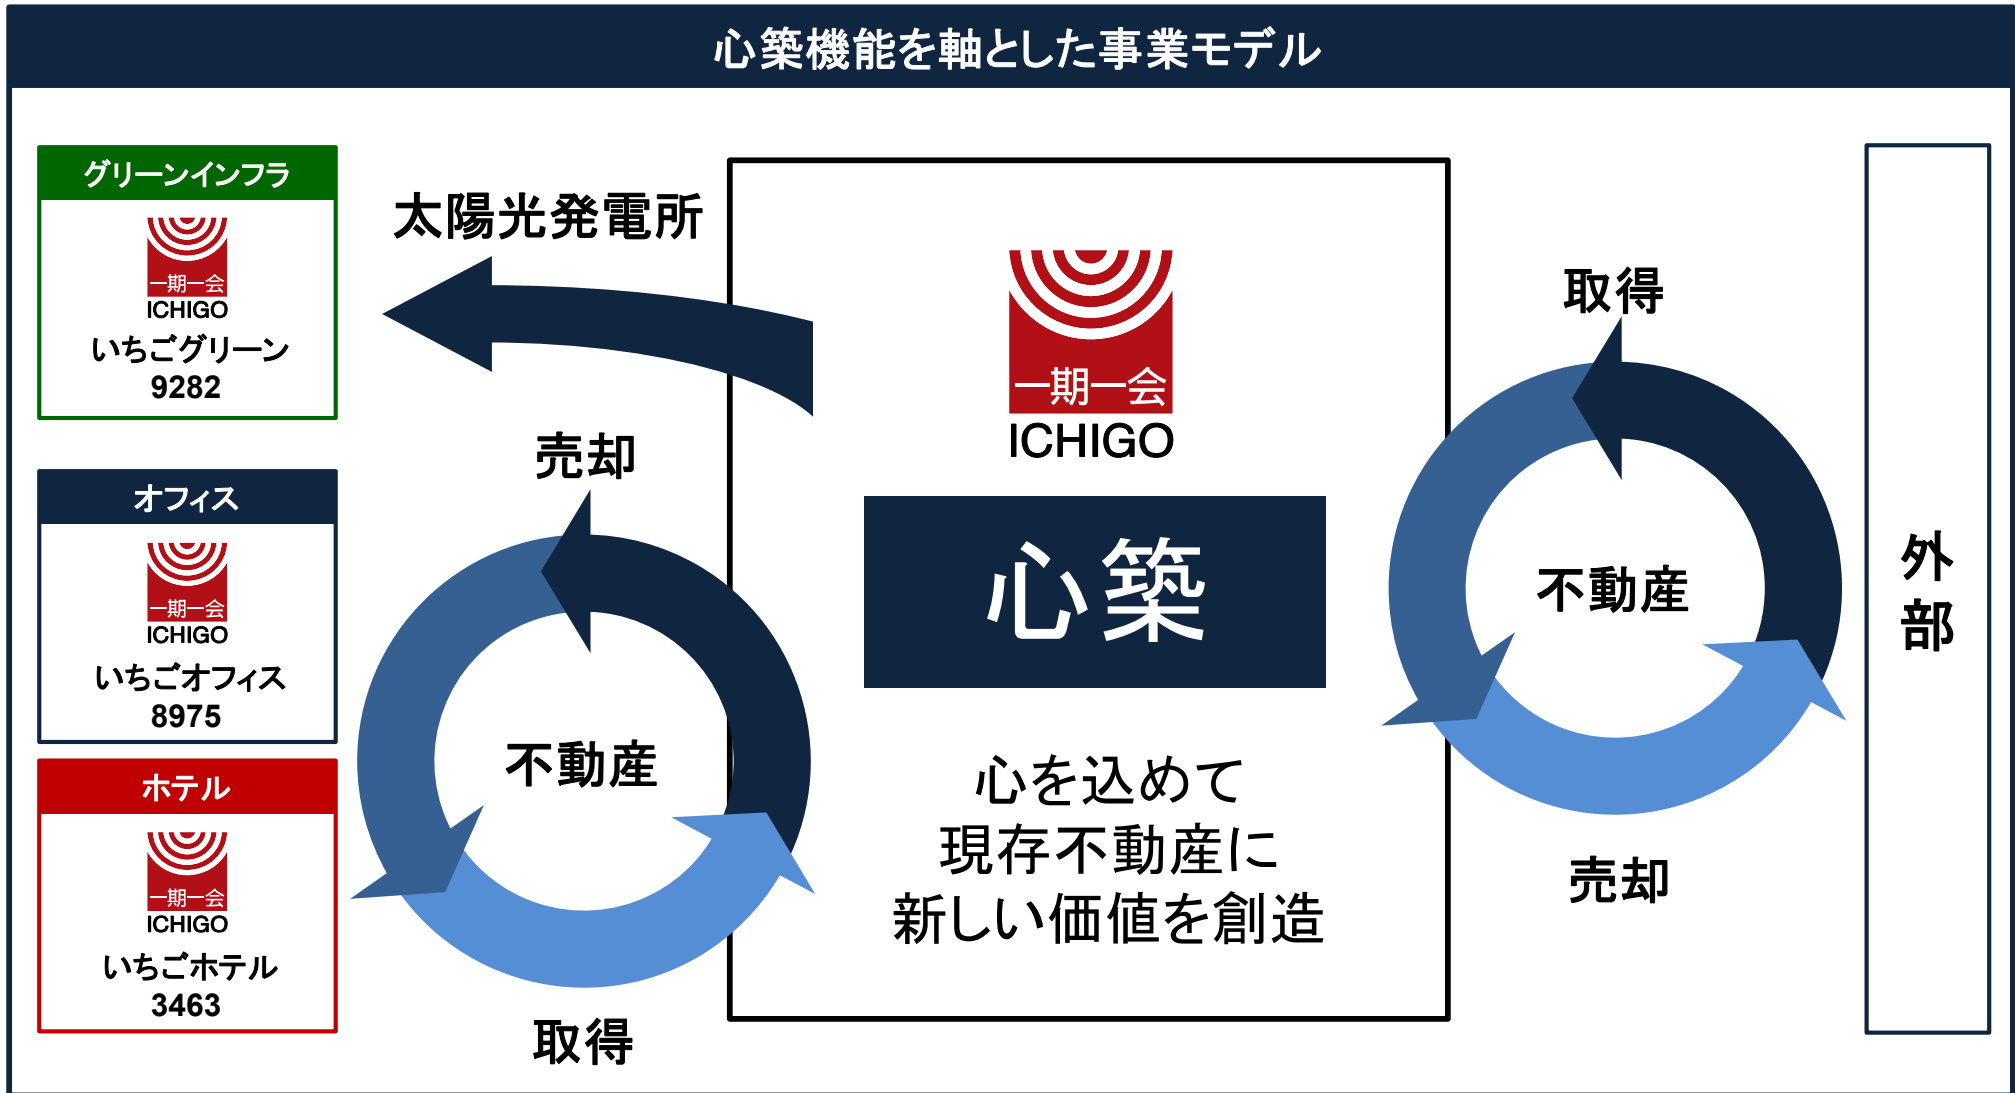 心築機能を軸とした事業モデル
グリーンインフラ
一期一会
ICHIGO
いちごグリーン
9282
オフィス
一期一会
ICHIGO
いちごオフィス
8975
ホテル
一期一会
ICHIGO
いちごホテル
3463
太陽光発電所
売却
不動産
取得
一期一会
ICHIGO
心築
心を込めて
現存不動産に
新しい価値を創造
取得
不動産
売却
外部